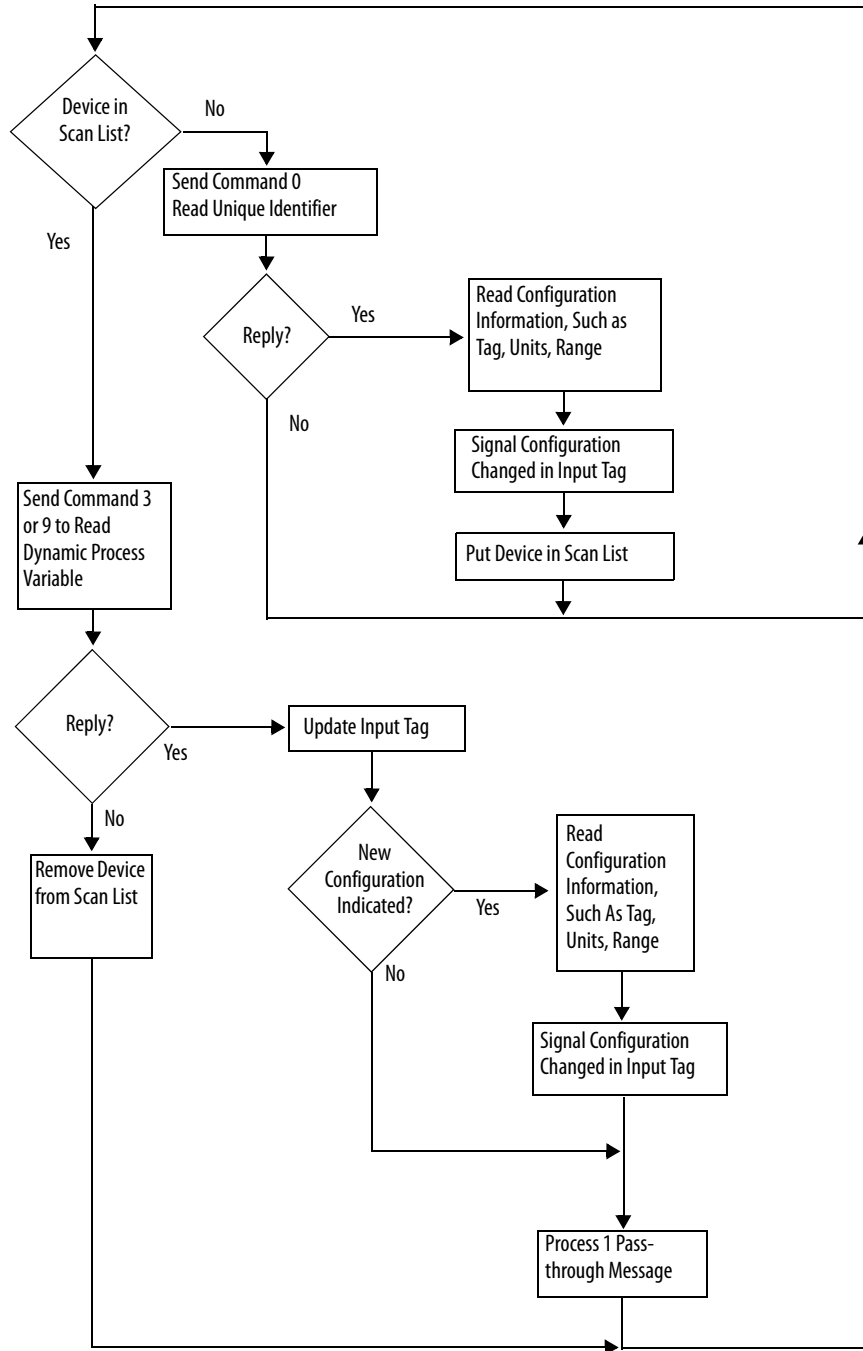 Device in
Scan List?
No
Send Command 0
Read Unique Identifier
Yes
Reply?
Yes
Read Configuration
Information, Such as
Tag, Units, Range
No
Signal Configuration
Changed in Input Tag
Put Device in Scan List
Send Command 3
or 9 to Read
Dynamic Process
Variable
Reply?
Yes
Update Input Tag
No
Remove Device
from Scan List
New
Configuration
Indicated?
Yes
Read
Configuration
Information,
Such As Tag,
Units, Range
No
Signal Configuration
Changed in Input Tag
Process 1 Pass-
through Message